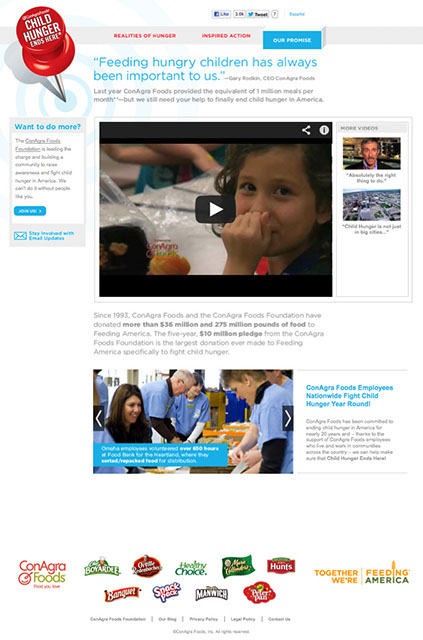 Like
1.0k
Tweet
7
Español
CHILD
HUNGER
ENDS HERE
REALITIES OF HUNGER
INSPIRED ACTION
OUR PROMISE
“Feeding hungry children has always
been important to us.” —Gary Rodkin, CEO ConAgra Foods
Last year ConAgra Foods provided the equivalent of 1 million meals per
month**—but we still need your help to finally end child hunger in America.
Want to do more?
The ConAgra Foods
Foundation is leading the
charge and building a
community to raise
awareness and fight child
hunger in America. We
can't do it without people
like you.
JOIN US!
Stay Involved with
Email Updates
ConAgra Foods
MORE VIDEOS
"Absolutely the right
thing to do."
"Child Hunger is not just
in big cities..."
Since 1993, ConAgra Foods and the ConAgra Foods Foundation have
donated more than $36 million and 275 million pounds of food to
Feeding America. The five-year, $10 million pledge from the ConAgra
Foods Foundation is the largest donation ever made to Feeding
America specifically to fight child hunger.
Omaha employees volunteered over 650 hours
at Food Bank for the Heartland, where they
sorted/repacked food for distribution.
ConAgra Foods Employees
Nationwide Fight Child
Hunger Year Round!
ConAgra Foods has been committed to
ending child hunger in America for
nearly 20 years and – thanks to the
support of ConAgra Foods employees
who live and work in communities
across the country – we can help make
sure that Child Hunger Ends Here!
ConAgra
Foods
Food you love
Chef
BOYARDEE
Orville
Redenbacher's
Healthy
Choice
Marie
Callender's
Hunt's
Banquet
Snack
Pack
MANWICH
Peter
Pan
TOGETHER
WE'RE
FEEDING
AMERICA
ConAgra Foods Foundation | Our Blog | Privacy Policy | Legal Policy | Contact Us
©ConAgra Foods, Inc. All rights reserved.